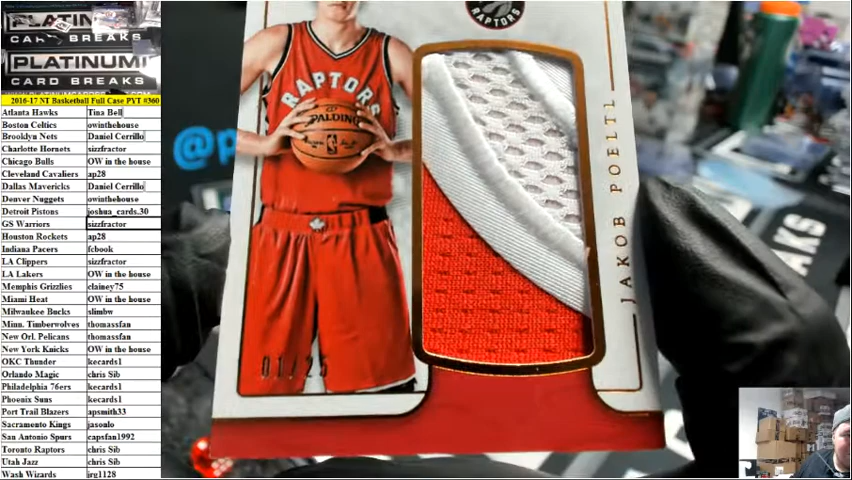 PLATINUM
CARD BREAKS
PLATINUM
CARD BREAKS
2016-17 NT Basketball Full Case PYT #360
Atlanta Hawks Tina Bell
Boston Celtics owinthehouse
Brooklyn Nets Daniel Cerrillo
Charlotte Hornets sizzfractor
Chicago Bulls OW in the house
Cleveland Cavaliers ap28
Dallas Mavericks Daniel Cerrillo
Denver Nuggets owinthehouse
Detroit Pistons joshua_cards.30
GS Warriors sizzfractor
Houston Rockets ap28
Indiana Pacers fcbook
LA Clippers sizzfractor
LA Lakers OW in the house
Memphis Grizzlies clainey75
Miami Heat OW in the house
Milwaukee Bucks slimbw
Minn. Timberwolves thomassfan
New Orl. Pelicans thomassfan
New York Knicks OW in the house
OKC Thunder kecards1
Orlando Magic chris Sib
Philadelphia 76ers kecards1
Phoenix Suns kecards1
Port Trail Blazers apsmith33
Sacramento Kings jasonlo
San Antonio Spurs capsfan1992
Toronto Raptors chris Sib
Utah Jazz chris Sib
Wash Wizards jrg1128
RAPTORS
RAPTORS
SPALDING
NBA
01/25
JAKOB POELTL
@p